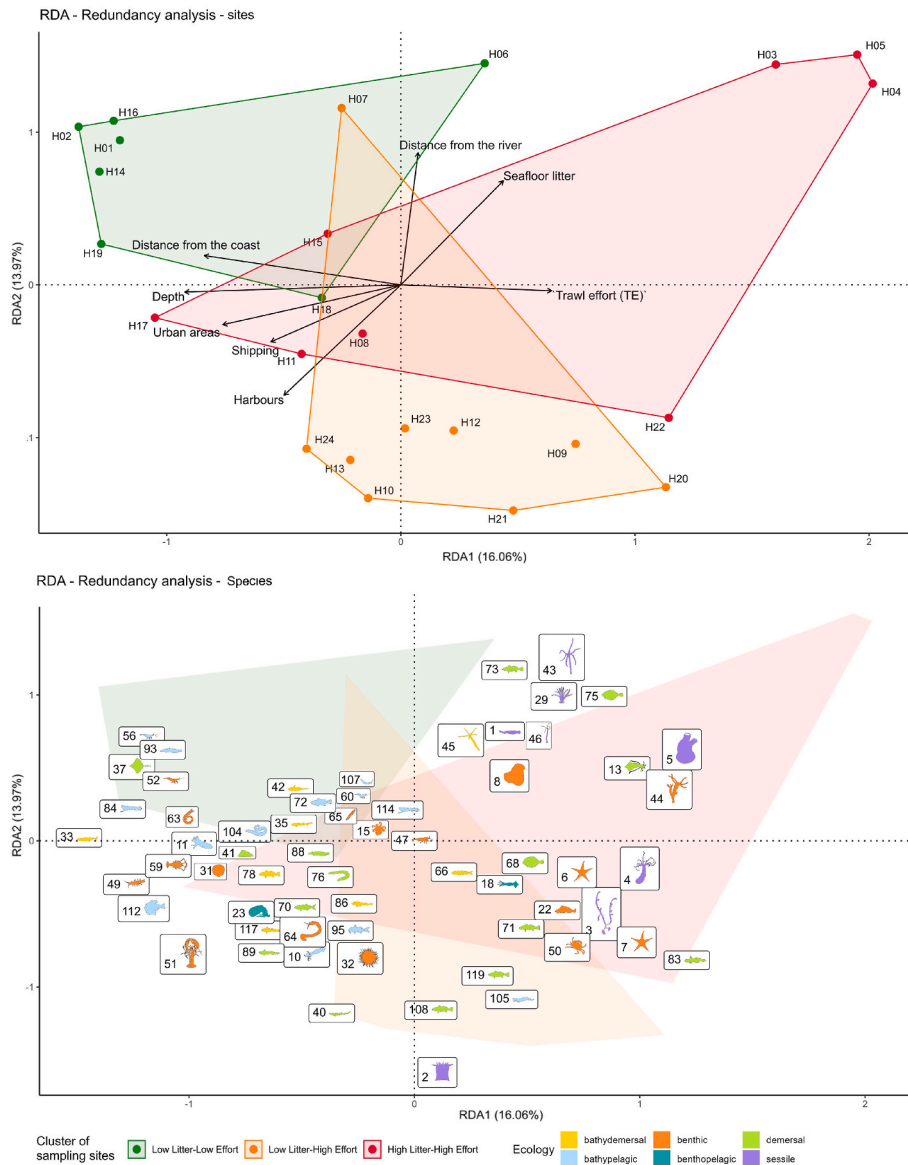 RDA - Redundancy analysis - sites
H06
H03
H05
H04
H07
H16
H02
H01
H14
1
Distance from the river
Seafloor litter
H15
H19
Distance from the coast
0
Depth
H18
Trawl effort (TE)`
H17
Urban areas
Shipping
H08
H11
Harbours
RDA2 (13.97%)
H22
.1
H24
H23
H12
H13
H09
H10
H20
H21
-1
0
1
2
RDA1 (16.06%)
RDA - Redundancy analysis - Species
43
73
29
75
1
56
1
46
93
45
5
37
13
52
8
42
107
44
84
72
60
114
63
65
33
104
35
15
0
11
47
41
88
59
31
68
78
76
66
6
4
49
18
112
86
23
70
22
3
117
64
95
71
50
7
51
89
10
32
83
119
-1
105
40
108
2
RDA2 (13.97%)
-1
0
1
2
RDA1 (16.06%)
Cluster of
sampling sites
Low Litter-Low Effort
Low Litter-High Effort
High Litter-High Effort
Ecology
bathydemersal
benthic
demersal
bathypelagic
benthopelagic
sessile